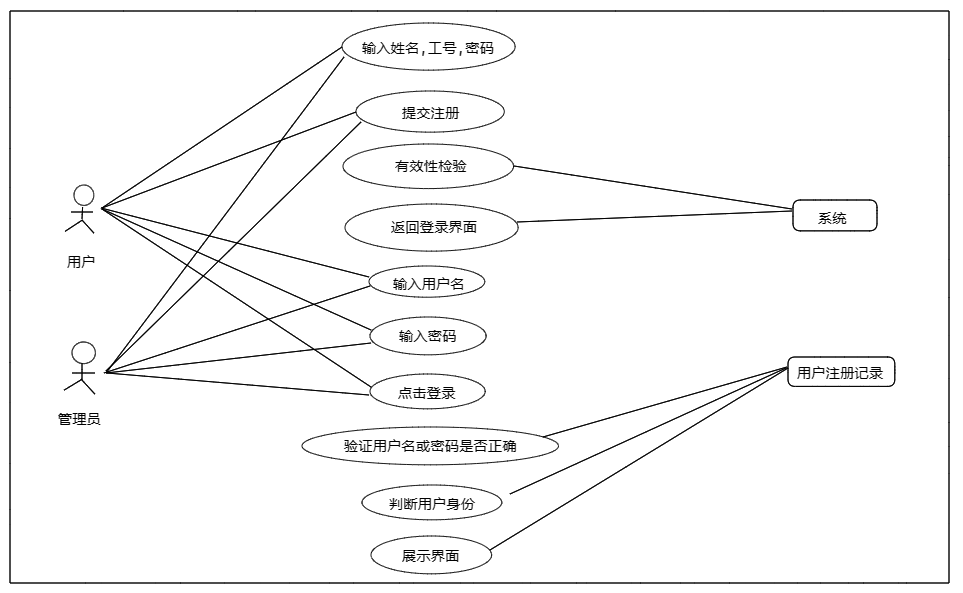 输入姓名,工号,密码
提交注册
有效性检验
返回登录界面
系统
用户
输入用户名
输入密码
用户注册记录
点击登录
管理员
验证用户名或密码是否正确
判断用户身份
展示界面